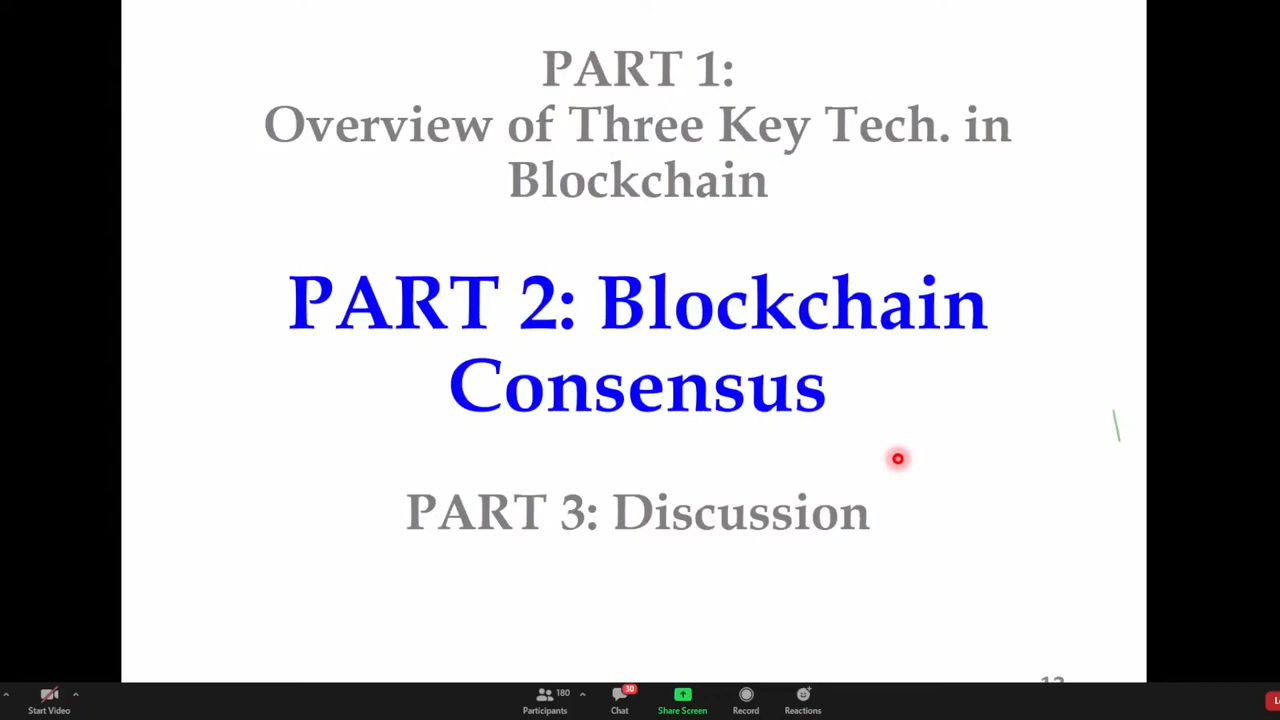 PART 1:
Overview of Three Key Tech. in
Blockchain
PART 2: Blockchain
Consensus
PART 3: Discussion
180
30
Start Video
Participants
Chat
Share Screen
Record
Reactions